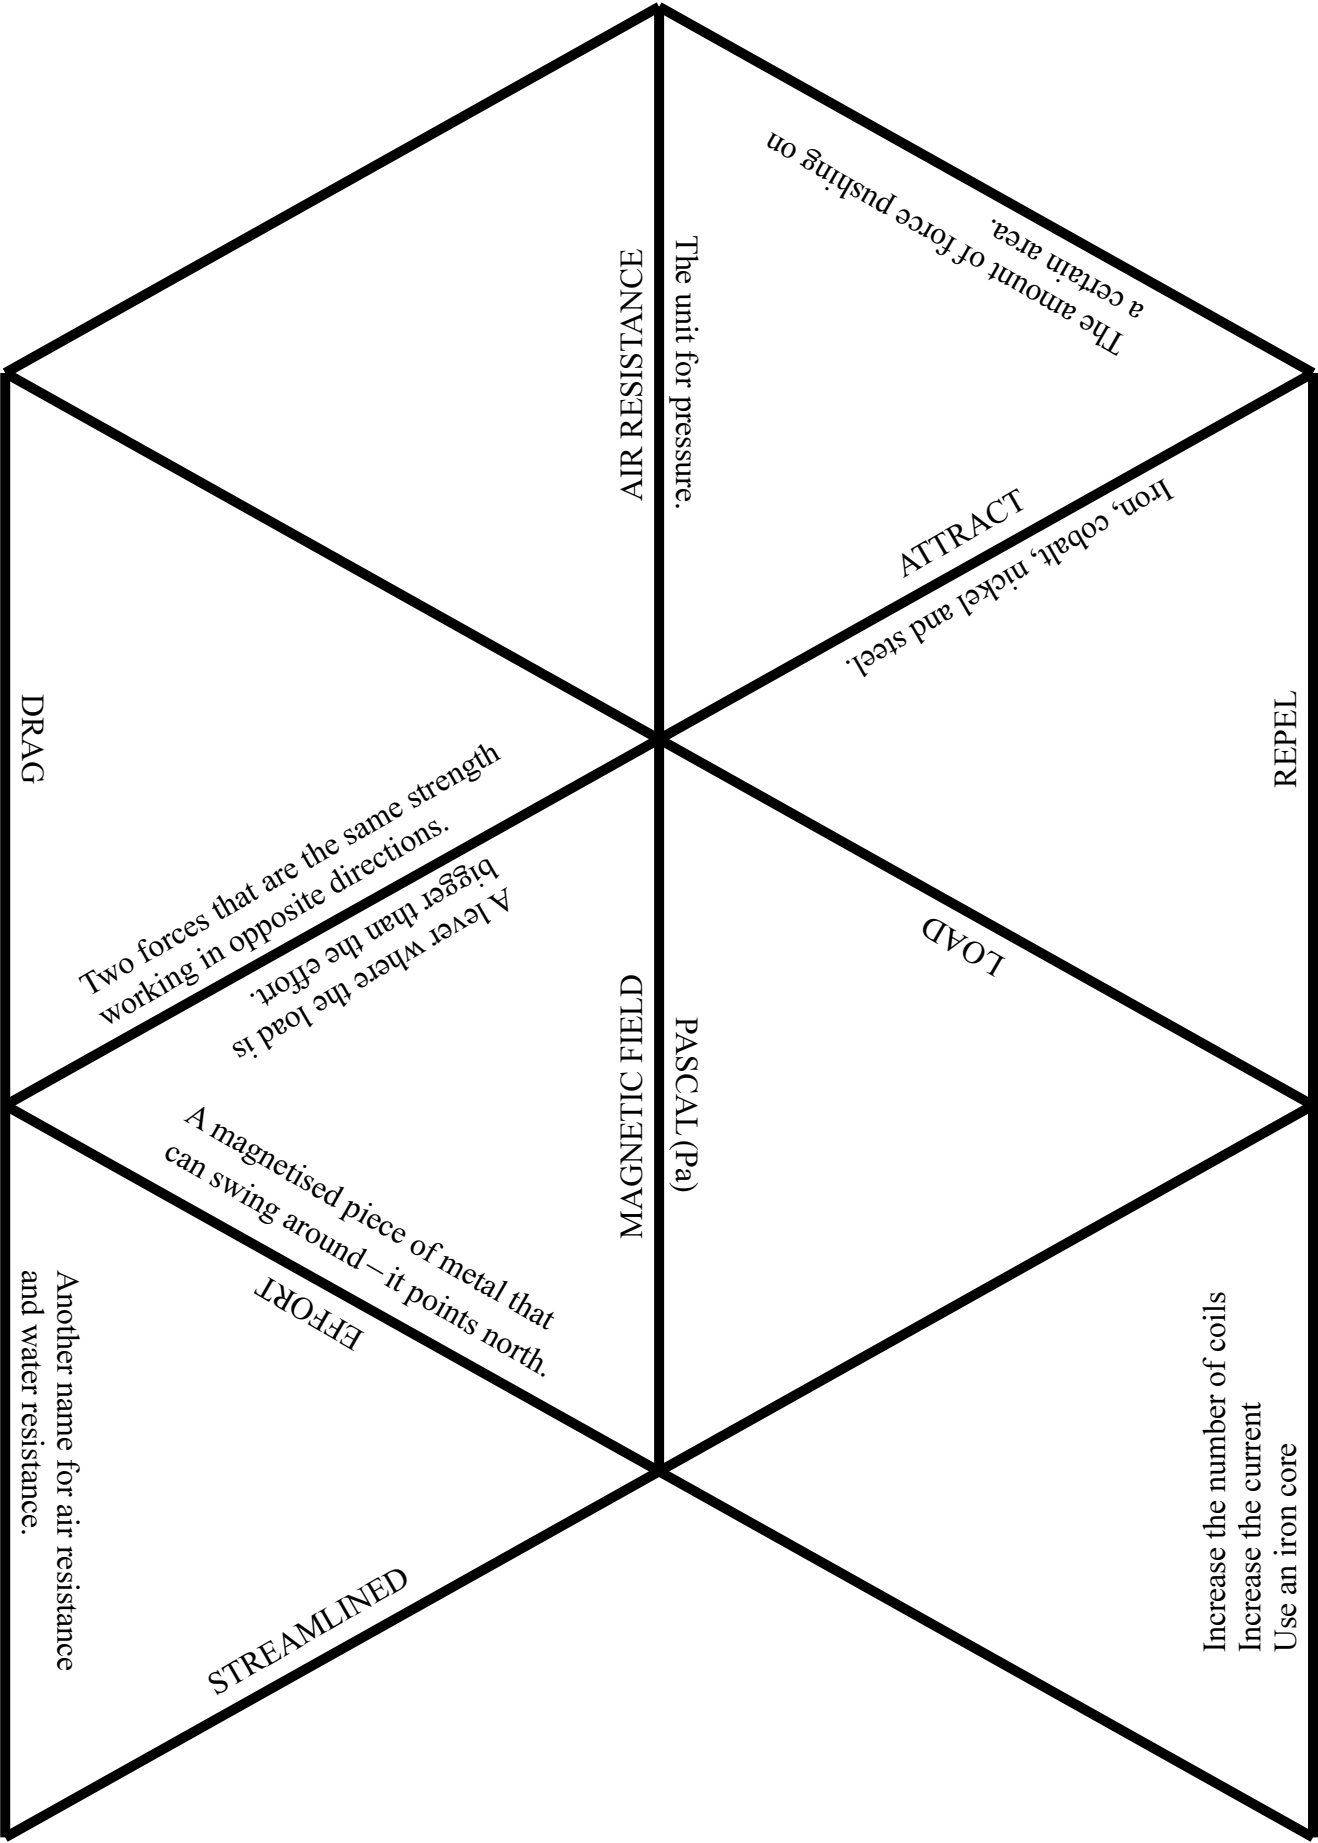 The amount of force pushing on
a certain area.
AIR RESISTANCE
The unit for pressure.
ATTRACT
Iron, cobalt, nickel and steel.
DRAG
REPEL
Two forces that are the same strength
working in opposite directions.
A lever where the load is
bigger than the effort.
LOAD
MAGNETIC FIELD
PASCAL (Pa)
A magnetised piece of metal that
can swing around – it points north.
EFFORT
Another name for air resistance
and water resistance.
Increase the number of coils
Increase the current
Use an iron core
STREAMLINED